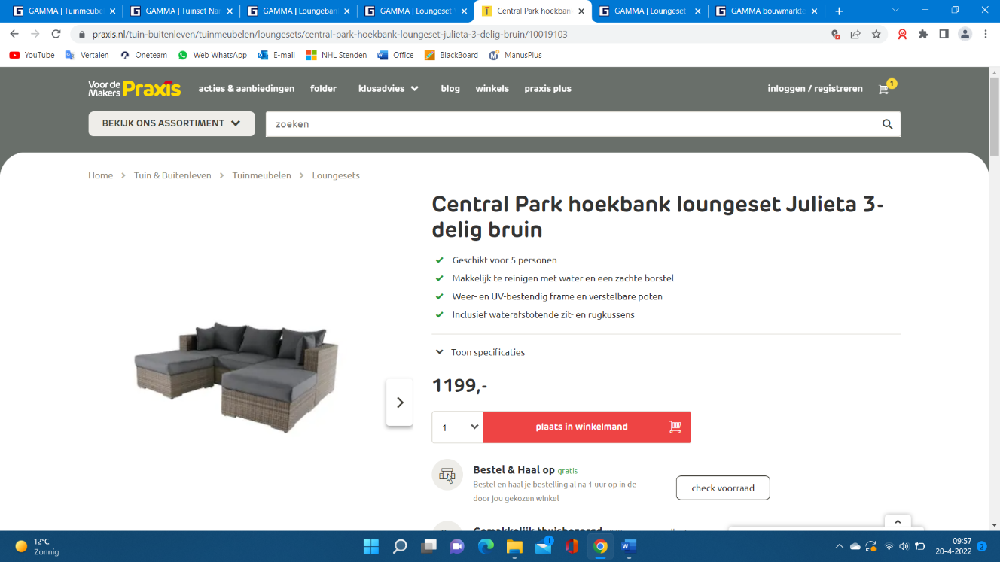 GAMMA | Tuinmeube
GAMMA | Tuinset Nar
GAMMA | Loungeban
GAMMA | Loungeset
Central Park hoekbank
GAMMA | Loungeset
GAMMA bouwmarkt
praxis.nl/tuin-buitenleven/tuinmeubelen/loungesets/central-park-hoekbank-loungeset-julieta-3-delig-bruin/10019103
YouTube
Vertalen
Oneteam
Web WhatsApp
E-mail
NHL Stenden
Office
BlackBoard
ManusPlus
Voor de Makers Praxis
acties & aanbiedingen
folder
klusadvies
blog
winkels
praxis plus
inloggen / registreren
1
BEKIJK ONS ASSORTIMENT
zoeken
Home > Tuin & Buitenleven > Tuinmeubelen > Loungesets
Central Park hoekbank loungeset Julieta 3-
delig bruin
Geschikt voor 5 personen
Makkelijk te reinigen met water en een zachte borstel
Weer- en UV-bestendig frame en verstelbare poten
Inclusief waterafstotende zit- en rugkussens
Toon specificaties
1199,-
1
plaats in winkelmand
Bestel & Haal op gratis
Bestel en haal je bestelling al na 1 uur op in de
door jou gekozen winkel
check voorraad
Gemakkelijk thuisbezorgd
12°C
Zonnig
1
09:57
20-4-2022
2